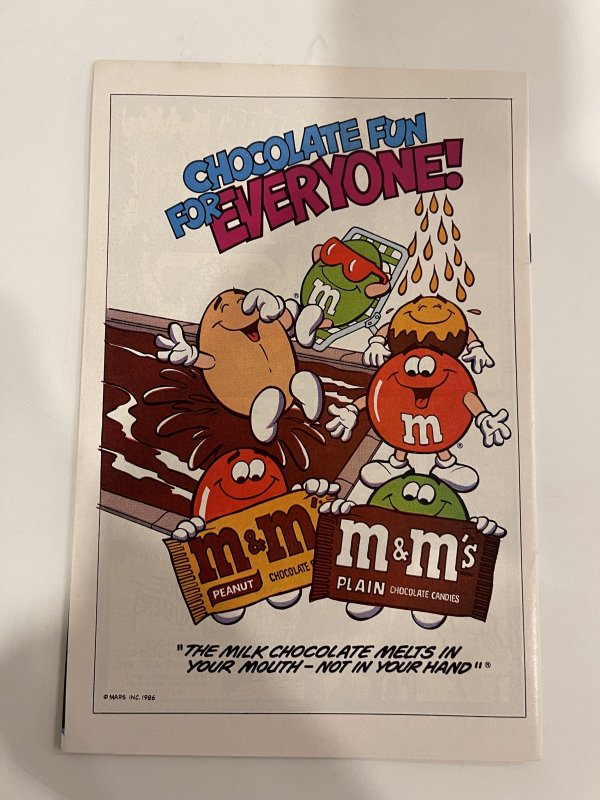 CHOCOLATE FUN
FOR EVERYONE!
m
®
m
®
m&m's
PEANUT
CHOCOLATE
m&m's
PLAIN CHOCOLATE CANDIES
"THE MILK CHOCOLATE MELTS IN
YOUR MOUTH – NOT IN YOUR HAND"®
© MARS INC. 1986